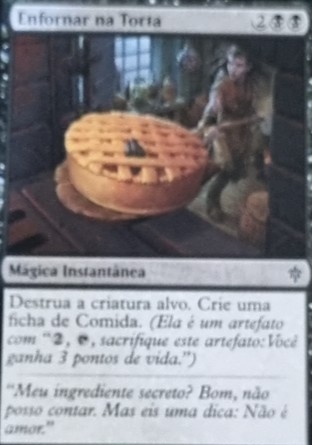 Enfornar na Torta 2
Mágica Instantânea
Destrua a criatura alvo. Crie uma
ficha de Comida. (Ela é um artefato
com “2, , sacrifique este artefato: Você
ganha 3 pontos de vida.”)
“Meu ingrediente secreto? Bom, não
posso contar. Mas eis uma dica: Não é
amor.”